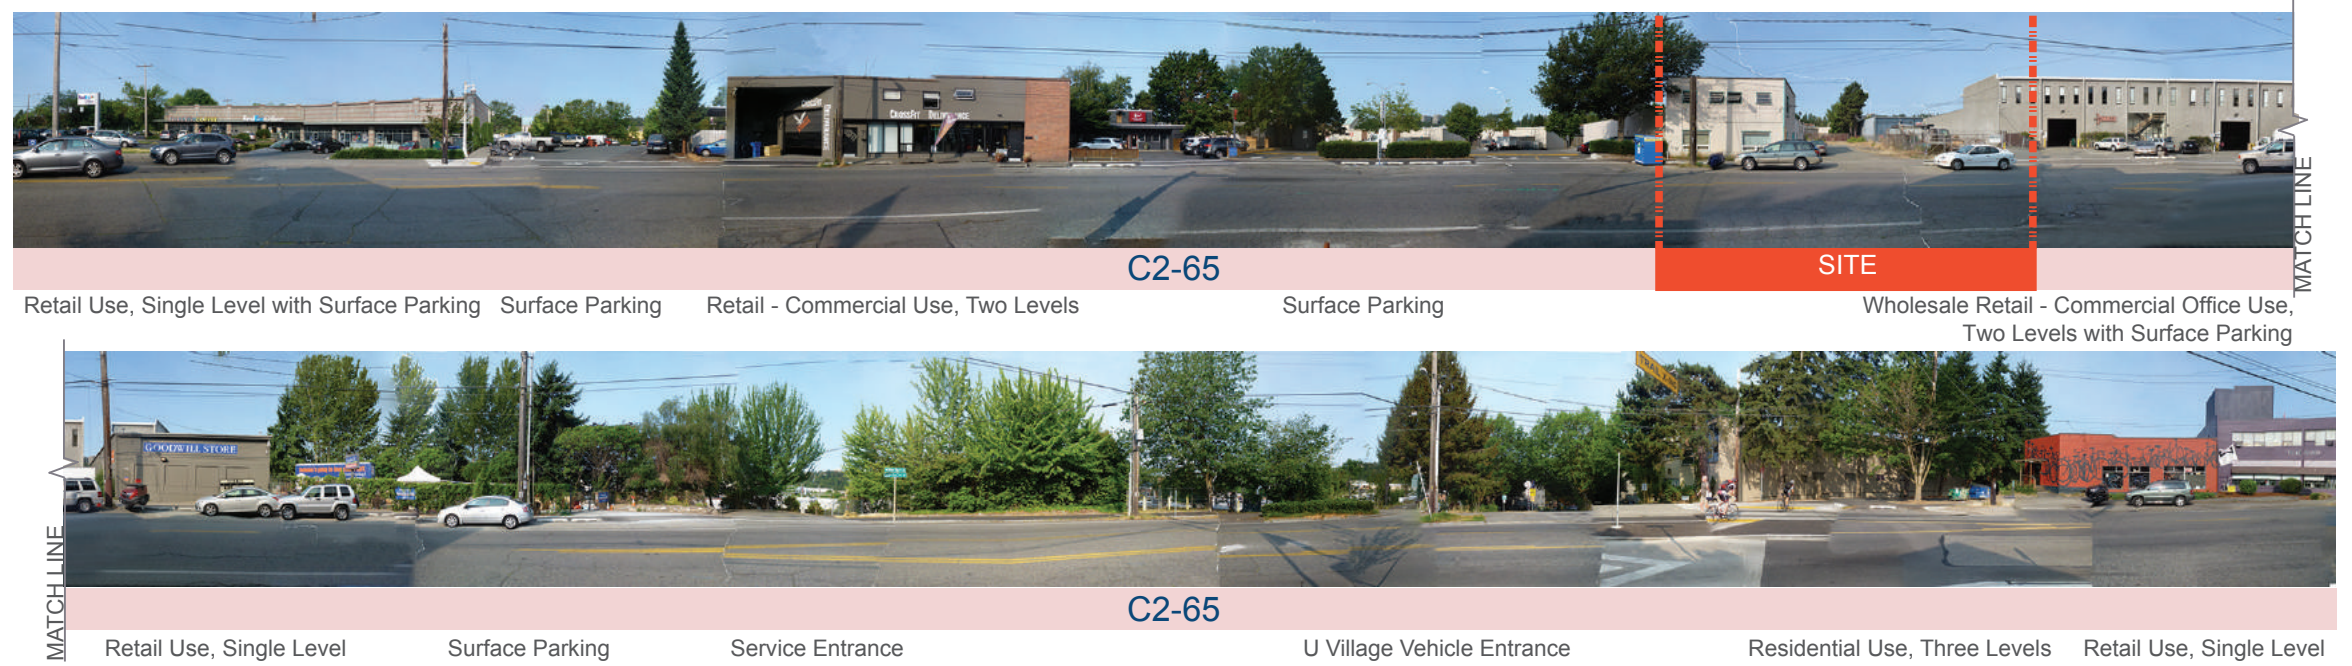 CROSSFIT DELIVERANCE
C2-65
SITE
MATCH LINE
Retail Use, Single Level with Surface Parking
Surface Parking
Retail - Commercial Use, Two Levels
Surface Parking
Wholesale Retail - Commercial Office Use,
Two Levels with Surface Parking
GOODWILL STORE
MATCH LINE
C2-65
Retail Use, Single Level
Surface Parking
Service Entrance
U Village Vehicle Entrance
Residential Use, Three Levels
Retail Use, Single Level